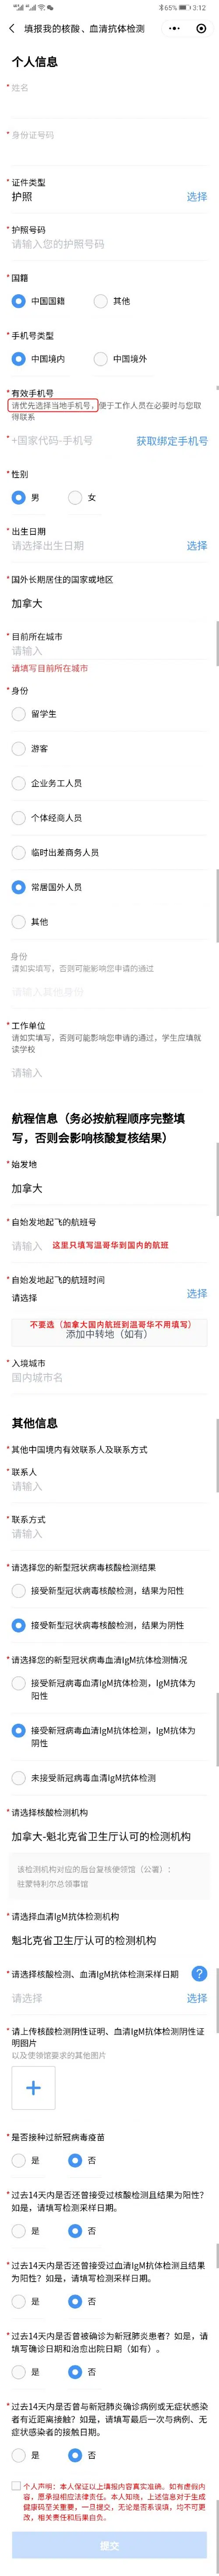 65% 3:12
填报我的核酸、血清抗体检测
个人信息
*姓名
*身份证号码
*证件类型
护照 选择
*护照号码
请输入您的护照号码
*国籍
中国国籍 其他
*手机号类型
中国境内 中国境外
*有效手机号
请优先选择当地手机号,便于工作人员在必要时与您取
得联系
*+国家代码-手机号 获取绑定手机号
*性别
男 女
*出生日期
请选择出生日期 选择
*国外长期居住的国家或地区
加拿大
*目前所在城市
请输入
请填写目前所在城市
*身份
留学生
游客
企业务工人员
个体经商人员
临时出差商务人员
常居国外人员
其他
身份
请如实填写,否则可能影响您申请的通过
请输入其他身份
*工作单位
请如实填写,否则可能影响您申请的通过,学生应填就
读学校
请输入
航程信息(务必按航程顺序完整填
写,否则会影响核酸复核结果)
*始发地
加拿大
*自始发地起飞的航班号
请输入 这里只填写温哥华到国内的航班
*自始发地起飞的航班时间
请选择 选择
不要选(加拿大国内航班到温哥华不用填写)
添加中转地(如有)
*入境城市
国内城市名
其他信息
*其他中国境内有效联系人及联系方式
*联系人
请输入
*联系方式
请输入
*请选择您的新型冠状病毒核酸检测结果
接受新型冠状病毒核酸检测,结果为阳性
接受新型冠状病毒核酸检测,结果为阴性
*请选择您的新型冠状病毒血清IgM抗体检测情况
接受新冠病毒血清IgM抗体检测,IgM抗体为
阳性
接受新冠病毒血清IgM抗体检测,IgM抗体为
阴性
未接受新冠病毒血清IgM抗体检测
*请选择核酸检测机构
加拿大-魁北克省卫生厅认可的检测机构
该检测机构对应的后台复核使领馆(公署):
驻蒙特利尔总领事馆
*请选择血清IgM抗体检测机构
魁北克省卫生厅认可的检测机构
*请选择核酸检测、血清IgM抗体检测采样日期 ?
请选择 选择
*请上传核酸检测阴性证明、血清IgM抗体检测阴性证
明图片
以及使领馆要求的其他图片
+
*是否接种过新冠病毒疫苗
是 否
*过去14天内是否还曾接受过核酸检测且结果为阳性?
如是,请填写检测采样日期。
是 否
*过去14天内是否还曾接受过血清IgM抗体检测且结果
为阳性?如是,请填写检测采样日期。
是 否
*过去14天内是否曾被确诊为新冠肺炎患者?如是,请
填写确诊日期和治愈出院日期(如有)。
是 否
*过去14天内是否曾与新冠肺炎确诊病例或无症状感染
者有过近距离接触?如是,请填写最后一次与病例、无
症状感染者的接触日期。
是 否
个人声明:本人保证以上填报内容真实准确。如有虚假内
容,愿承担相应法律责任。本人知晓,上述信息对于生成
健康码至关重要,一旦提交,无论是否系误填,均不可更
改,相关责任和后果自负。
提交